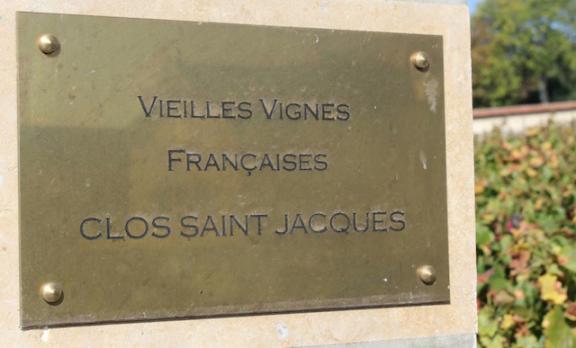 Vieilles Vignes
Françaises
CLOS SAINT JACQUES